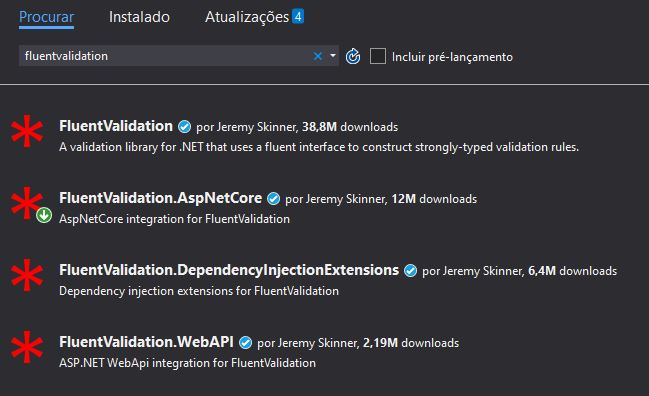 Procurar Instalado Atualizações 4
fluentvalidation Incluir pré-lançamento
FluentValidation por Jeremy Skinner, 38,8M downloads
A validation library for .NET that uses a fluent interface to construct strongly-typed validation rules.
FluentValidation.AspNetCore por Jeremy Skinner, 12M downloads
AspNetCore integration for FluentValidation
FluentValidation.DependencyInjectionExtensions por Jeremy Skinner, 6,4M downloads
Dependency injection extensions for FluentValidation
FluentValidation.WebAPI por Jeremy Skinner, 2,19M downloads
ASP.NET WebApi integration for FluentValidation